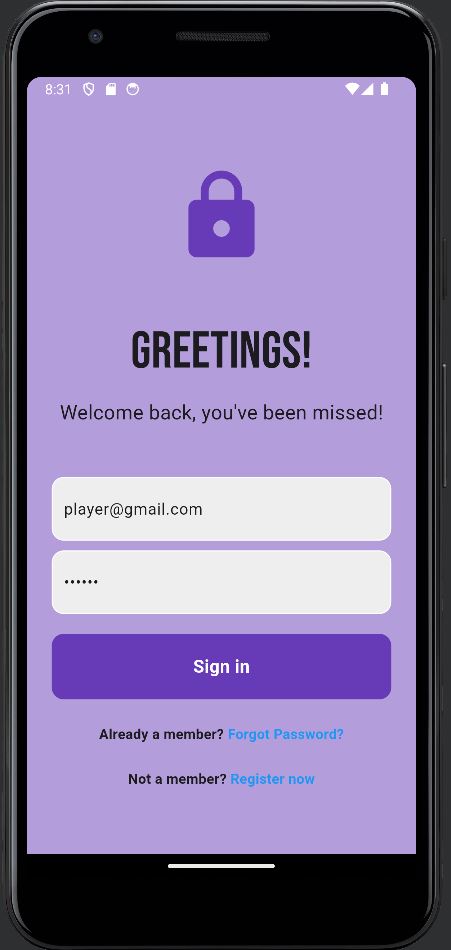 8:31
GREETINGS!
Welcome back, you've been missed!
player@gmail.com
••••••
Sign in
Already a member? Forgot Password?
Not a member? Register now